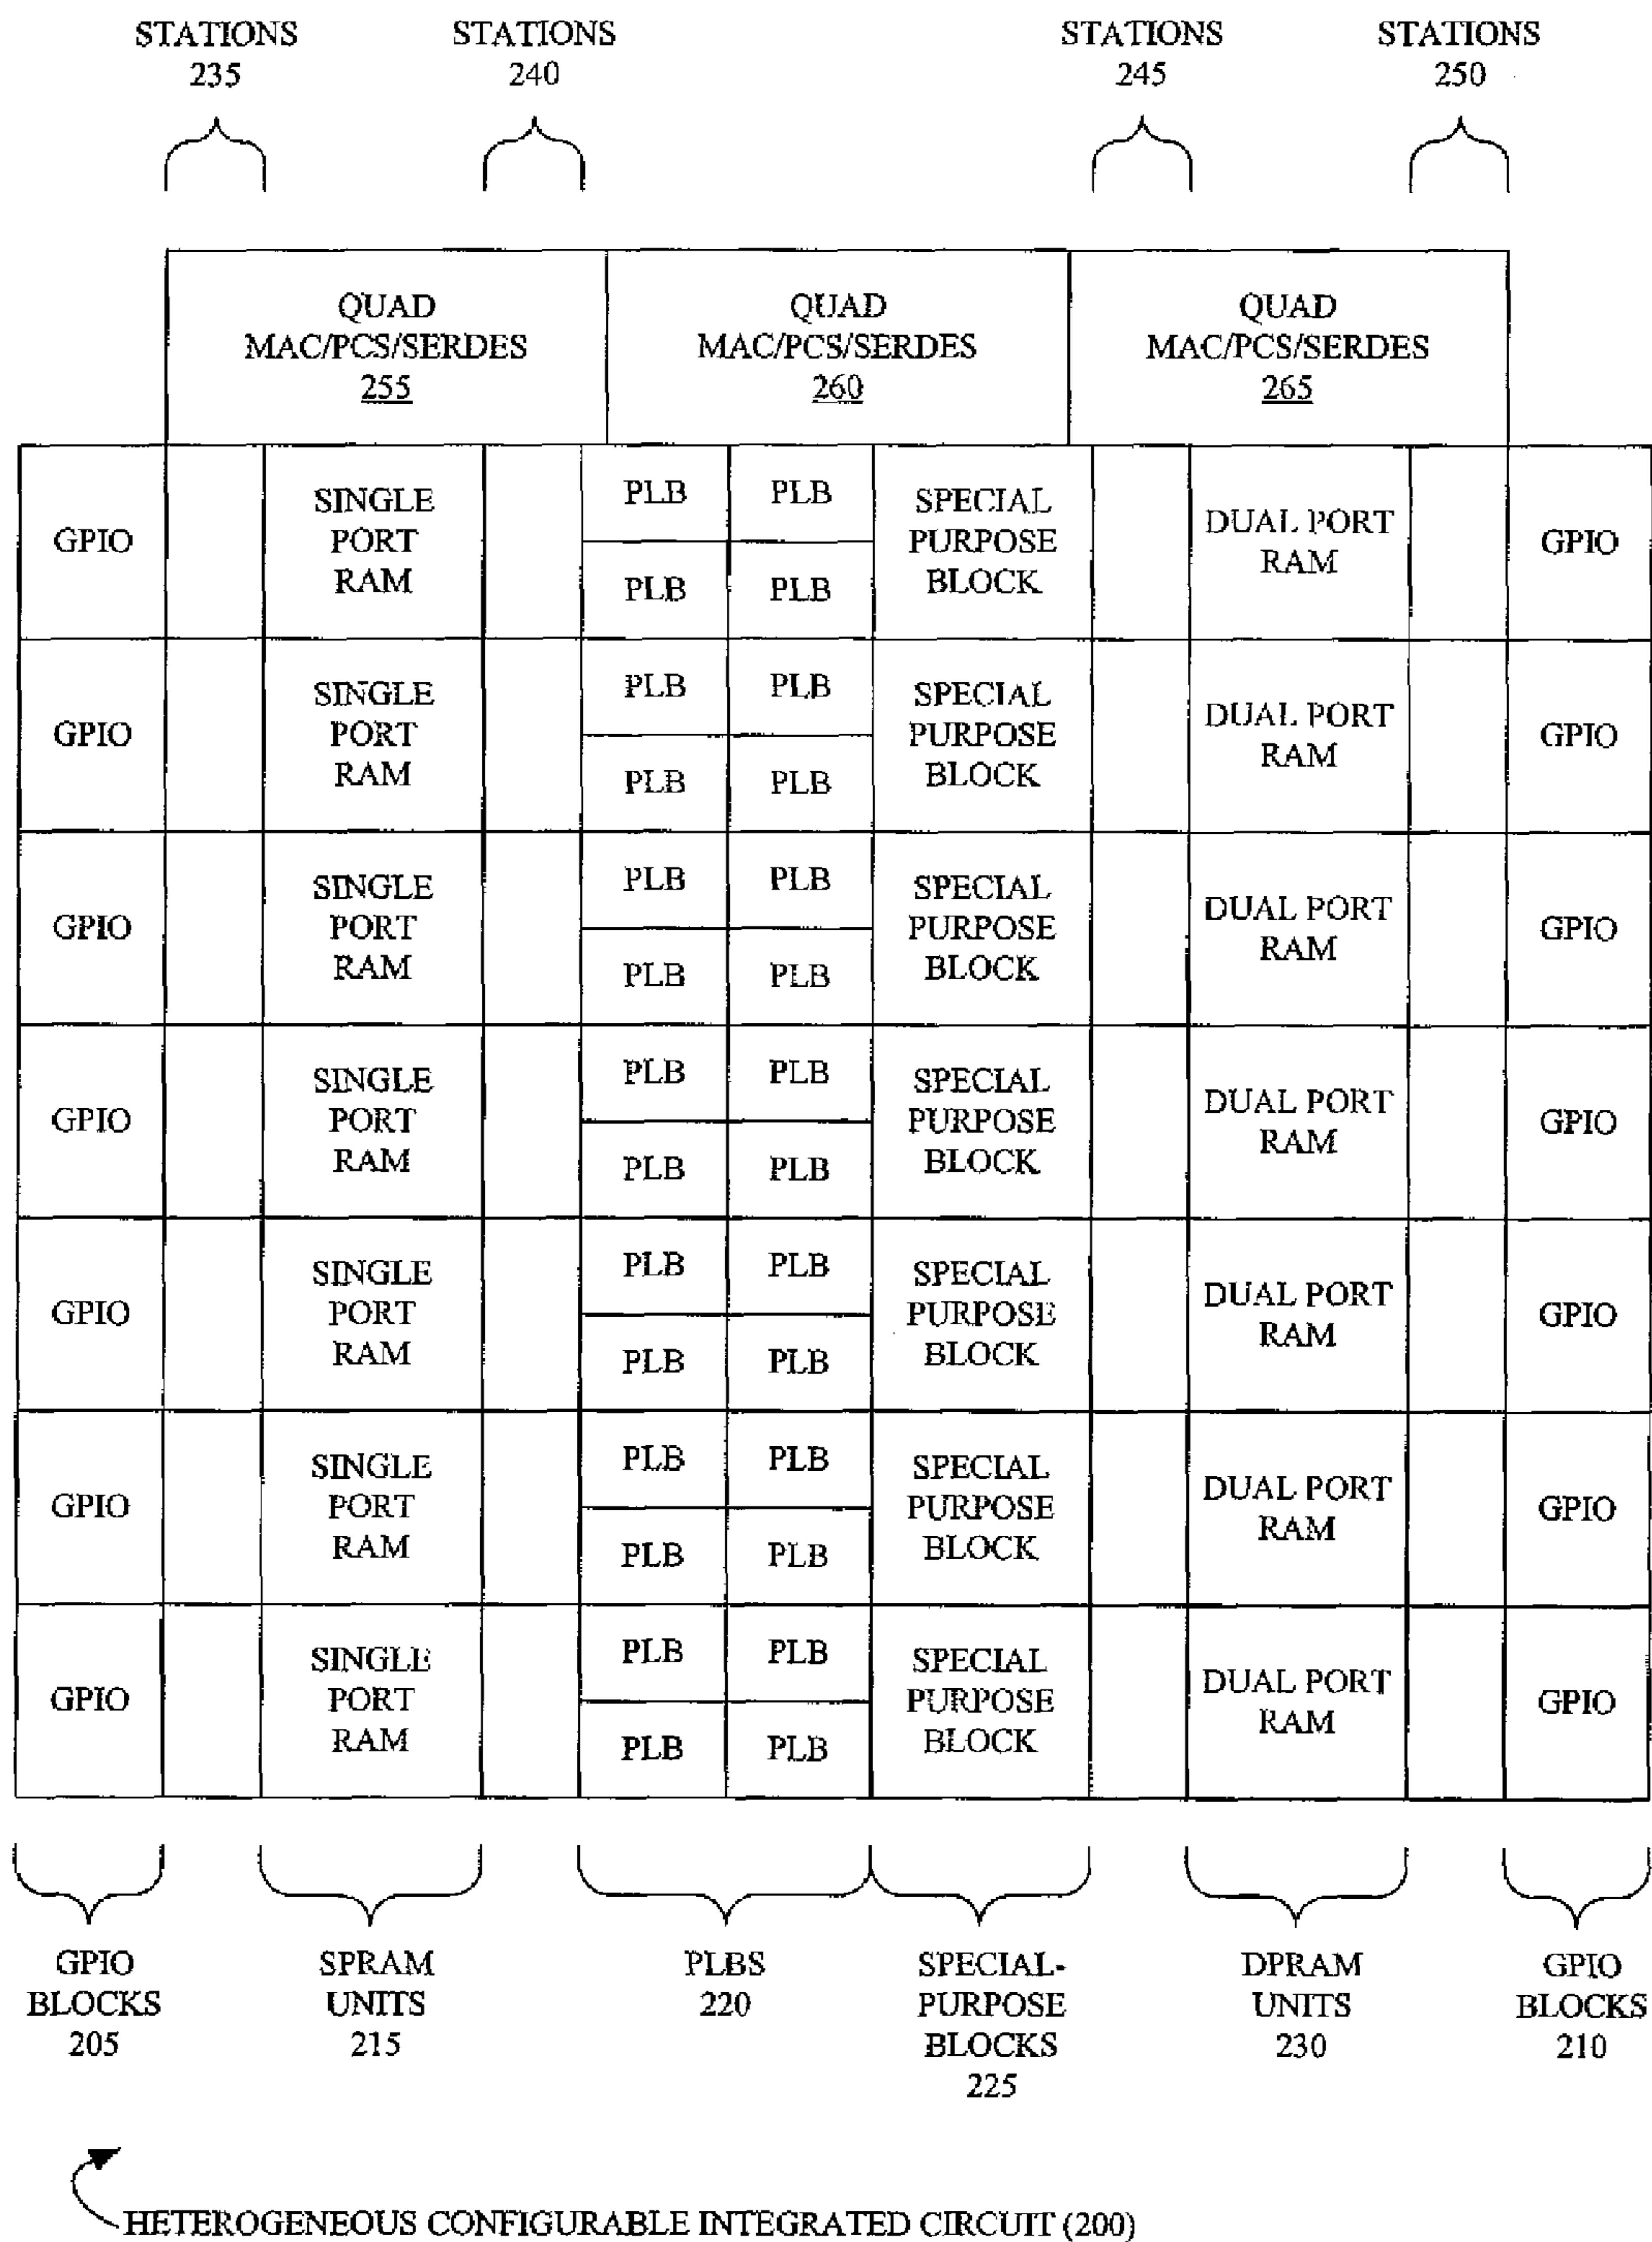 STATIONS STATIONS STATIONS STATIONS
235 240 245 250
QUAD QUAD QUAD
MAC/PCS/SERDES MAC/PCS/SERDES MAC/PCS/SERDES
255 260 265
GPIO
SINGLE
PORT
RAM
PLB PLB
PLB PLB
SPECIAL
PURPOSE
BLOCK
DUAL PORT
RAM
GPIO
GPIO
SINGLE
PORT
RAM
PLB PLB
PLB PLB
SPECIAL
PURPOSE
BLOCK
DUAL PORT
RAM
GPIO
GPIO
SINGLE
PORT
RAM
PLB PLB
PLB PLB
SPECIAL
PURPOSE
BLOCK
DUAL PORT
RAM
GPIO
GPIO
SINGLE
PORT
RAM
PLB PLB
PLB PLB
SPECIAL
PURPOSE
BLOCK
DUAL PORT
RAM
GPIO
GPIO
SINGLE
PORT
RAM
PLB PLB
PLB PLB
SPECIAL
PURPOSE
BLOCK
DUAL PORT
RAM
GPIO
GPIO
SINGLE
PORT
RAM
PLB PLB
PLB PLB
SPECIAL
PURPOSE
BLOCK
DUAL PORT
RAM
GPIO
GPIO
SINGLE
PORT
RAM
PLB PLB
PLB PLB
SPECIAL
PURPOSE
BLOCK
DUAL PORT
RAM
GPIO
GPIO
BLOCKS
205
SPRAM
UNITS
215
PLBS
220
SPECIAL-
PURPOSE
BLOCKS
225
DPRAM
UNITS
230
GPIO
BLOCKS
210
HETEROGENEOUS CONFIGURABLE INTEGRATED CIRCUIT (200)